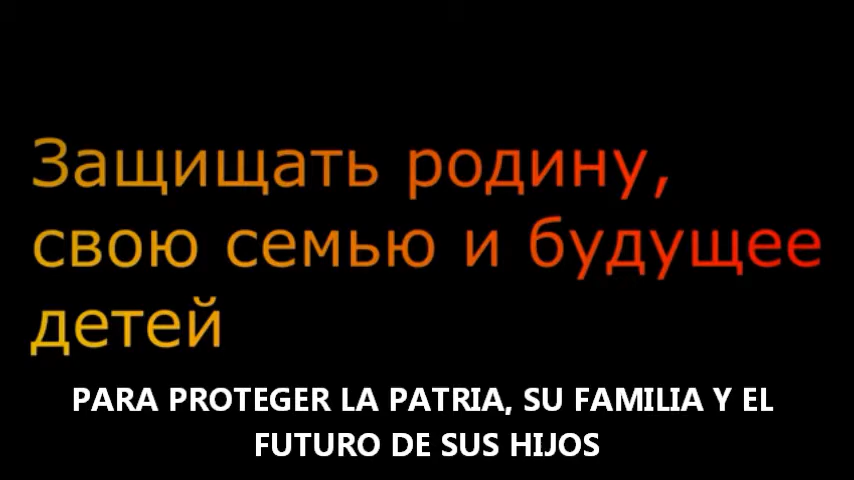 Защищать родину,
свою семью и будущее
детей
PARA PROTEGER LA PATRIA, SU FAMILIA Y EL
FUTURO DE SUS HIJOS